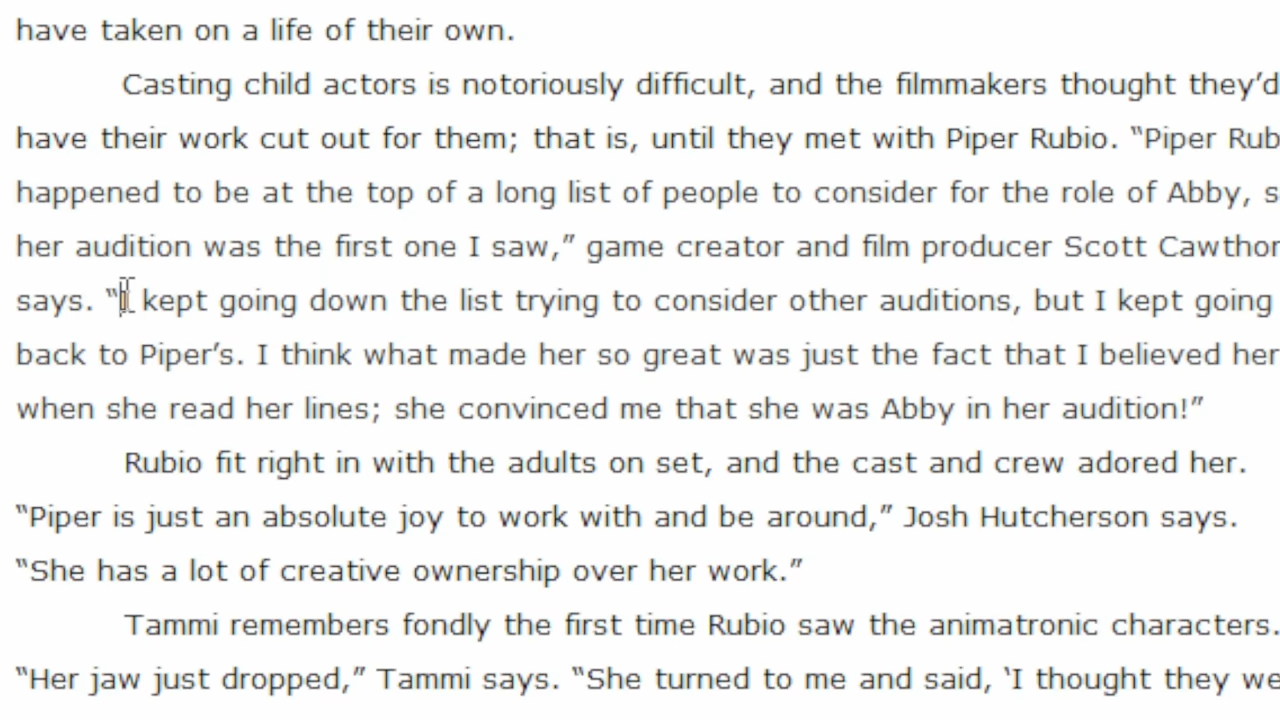 have taken on a life of their own.
Casting child actors is notoriously difficult, and the filmmakers thought they’d
have their work cut out for them; that is, until they met with Piper Rubio. “Piper
happened to be at the top of a long list of people to consider for the role of Abby,
her audition was the first one I saw,” game creator and film producer Scott
says. “I kept going down the list trying to consider other auditions, but I kept going
back to Piper’s. I think what made her so great was just the fact that I believed her
when she read her lines; she convinced me that she was Abby in her audition!”
Rubio fit right in with the adults on set, and the cast and crew adored her.
“Piper is just an absolute joy to work with and be around,” Josh Hutcherson says.
“She has a lot of creative ownership over her work.”
Tammi remembers fondly the first time Rubio saw the animatronic characters.
“Her jaw just dropped,” Tammi says. “She turned to me and said, ‘I thought they